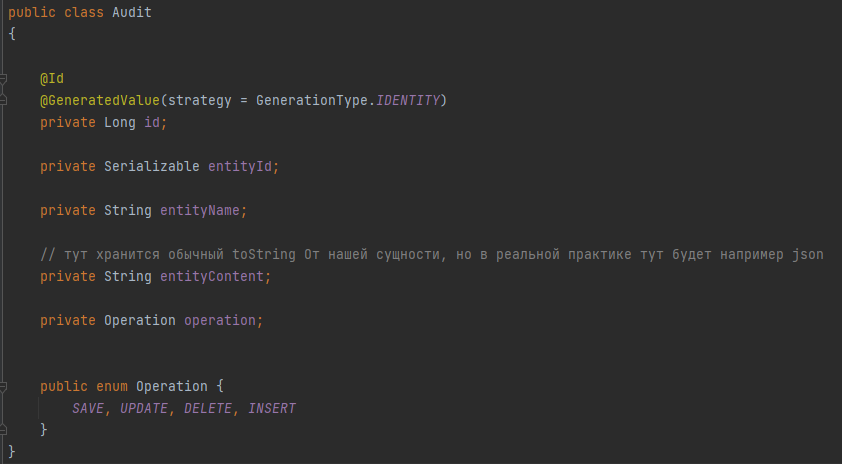 public class Audit
{
@Id
@GeneratedValue(strategy = GenerationType.IDENTITY)
private Long id;
private Serializable entityId;
private String entityName;
// тут хранится обычный toString От нашей сущности, но в реальной практике тут будет например json
private String entityContent;
private Operation operation;
public enum Operation {
SAVE, UPDATE, DELETE, INSERT
}
}